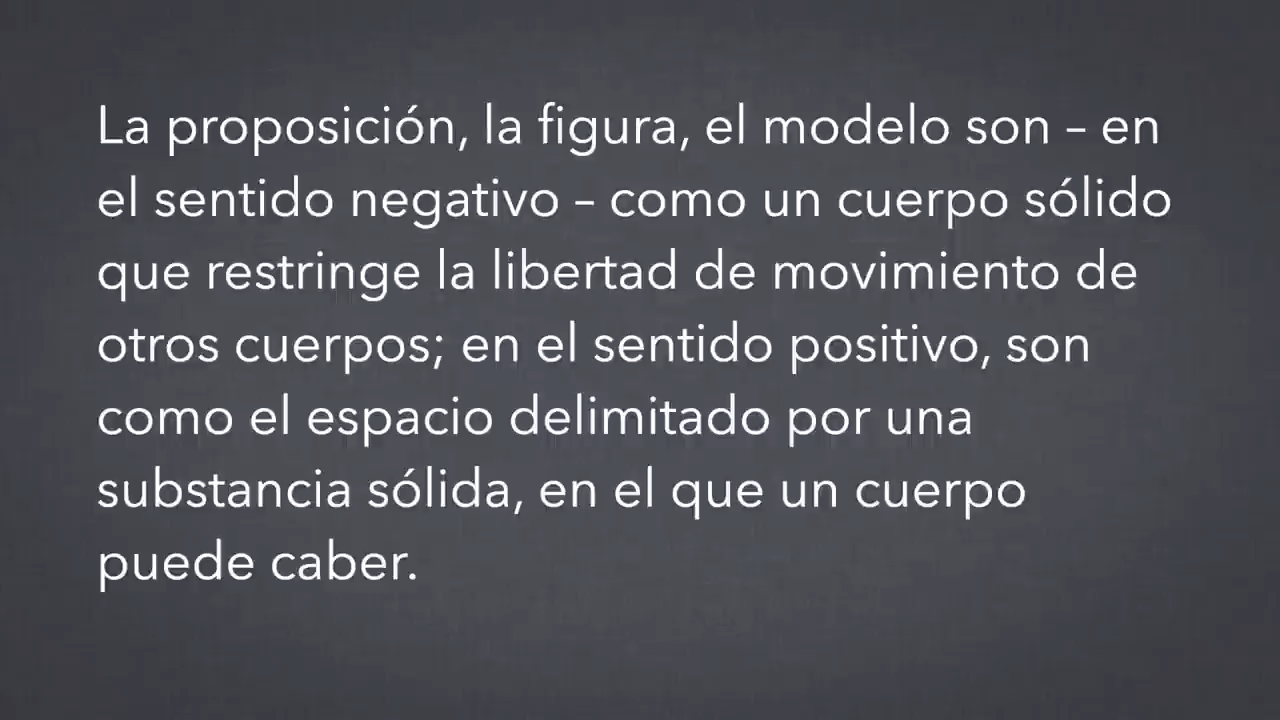 La proposición, la figura, el modelo son – en
el sentido negativo – como un cuerpo sólido
que restringe la libertad de movimiento de
otros cuerpos; en el sentido positivo, son
como el espacio delimitado por una
substancia sólida, en el que un cuerpo
puede caber.